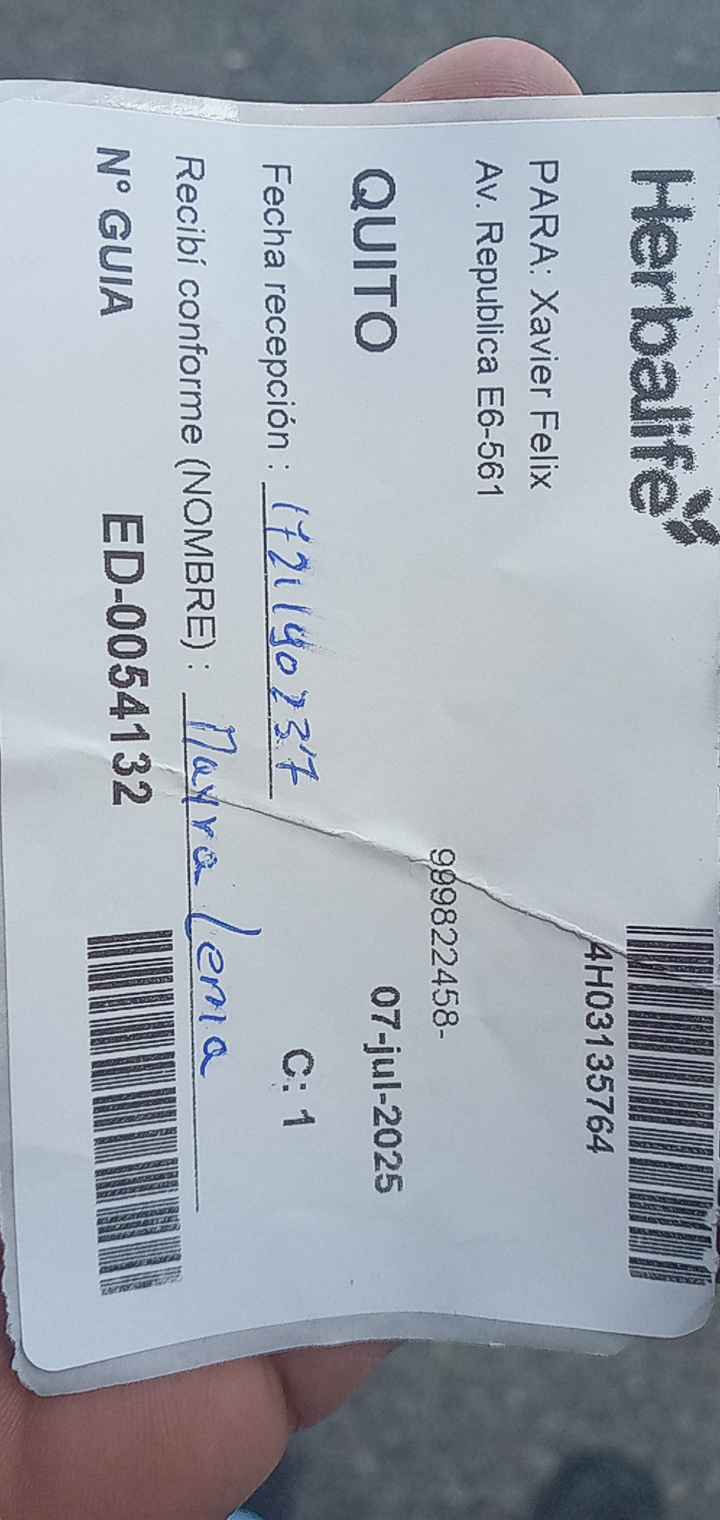 Herbalife
4H03135764
PARA: Xavier Felix
Av. Republica E6-561
999822458-
QUITO
07-jul-2025
Fecha recepción : 1721190237
C: 1
Recibí conforme (NOMBRE) : Mayra Lema
N° GUIA ED-0054132